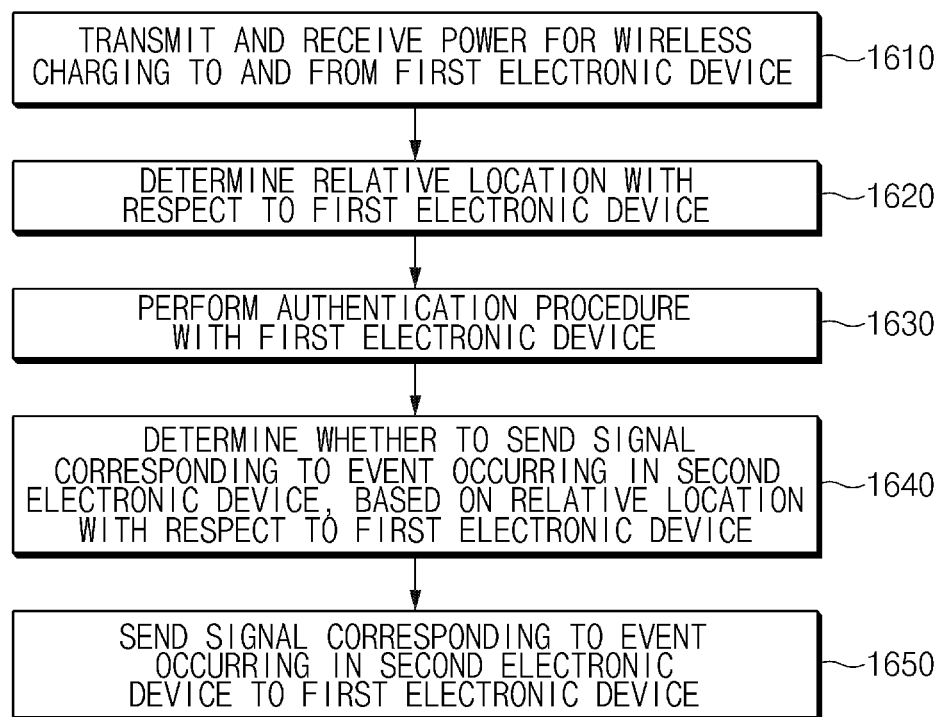 TRANSMIT AND RECEIVE POWER FOR WIRELESS
CHARGING TO AND FROM FIRST ELECTRONIC DEVICE
1610
DETERMINE RELATIVE LOCATION WITH
RESPECT TO FIRST ELECTRONIC DEVICE
1620
PERFORM AUTHENTICATION PROCEDURE
WITH FIRST ELECTRONIC DEVICE
1630
DETERMINE WHETHER TO SEND SIGNAL
CORRESPONDING TO EVENT OCCURRING IN SECOND
ELECTRONIC DEVICE, BASED ON RELATIVE LOCATION
WITH RESPECT TO FIRST ELECTRONIC DEVICE
1640
SEND SIGNAL CORRESPONDING TO EVENT
OCCURRING IN SECOND ELECTRONIC
DEVICE TO FIRST ELECTRONIC DEVICE
1650